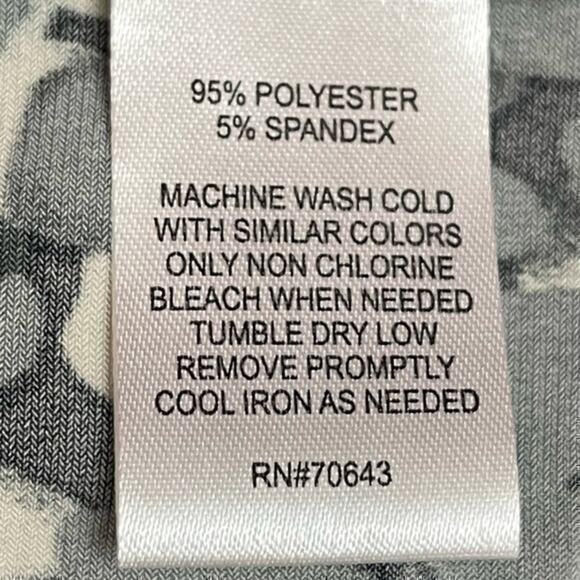 95% POLYESTER
5% SPANDEX
MACHINE WASH COLD
WITH SIMILAR COLORS
ONLY NON CHLORINE
BLEACH WHEN NEEDED
TUMBLE DRY LOW
REMOVE PROMPTLY
COOL IRON AS NEEDED
RN#70643